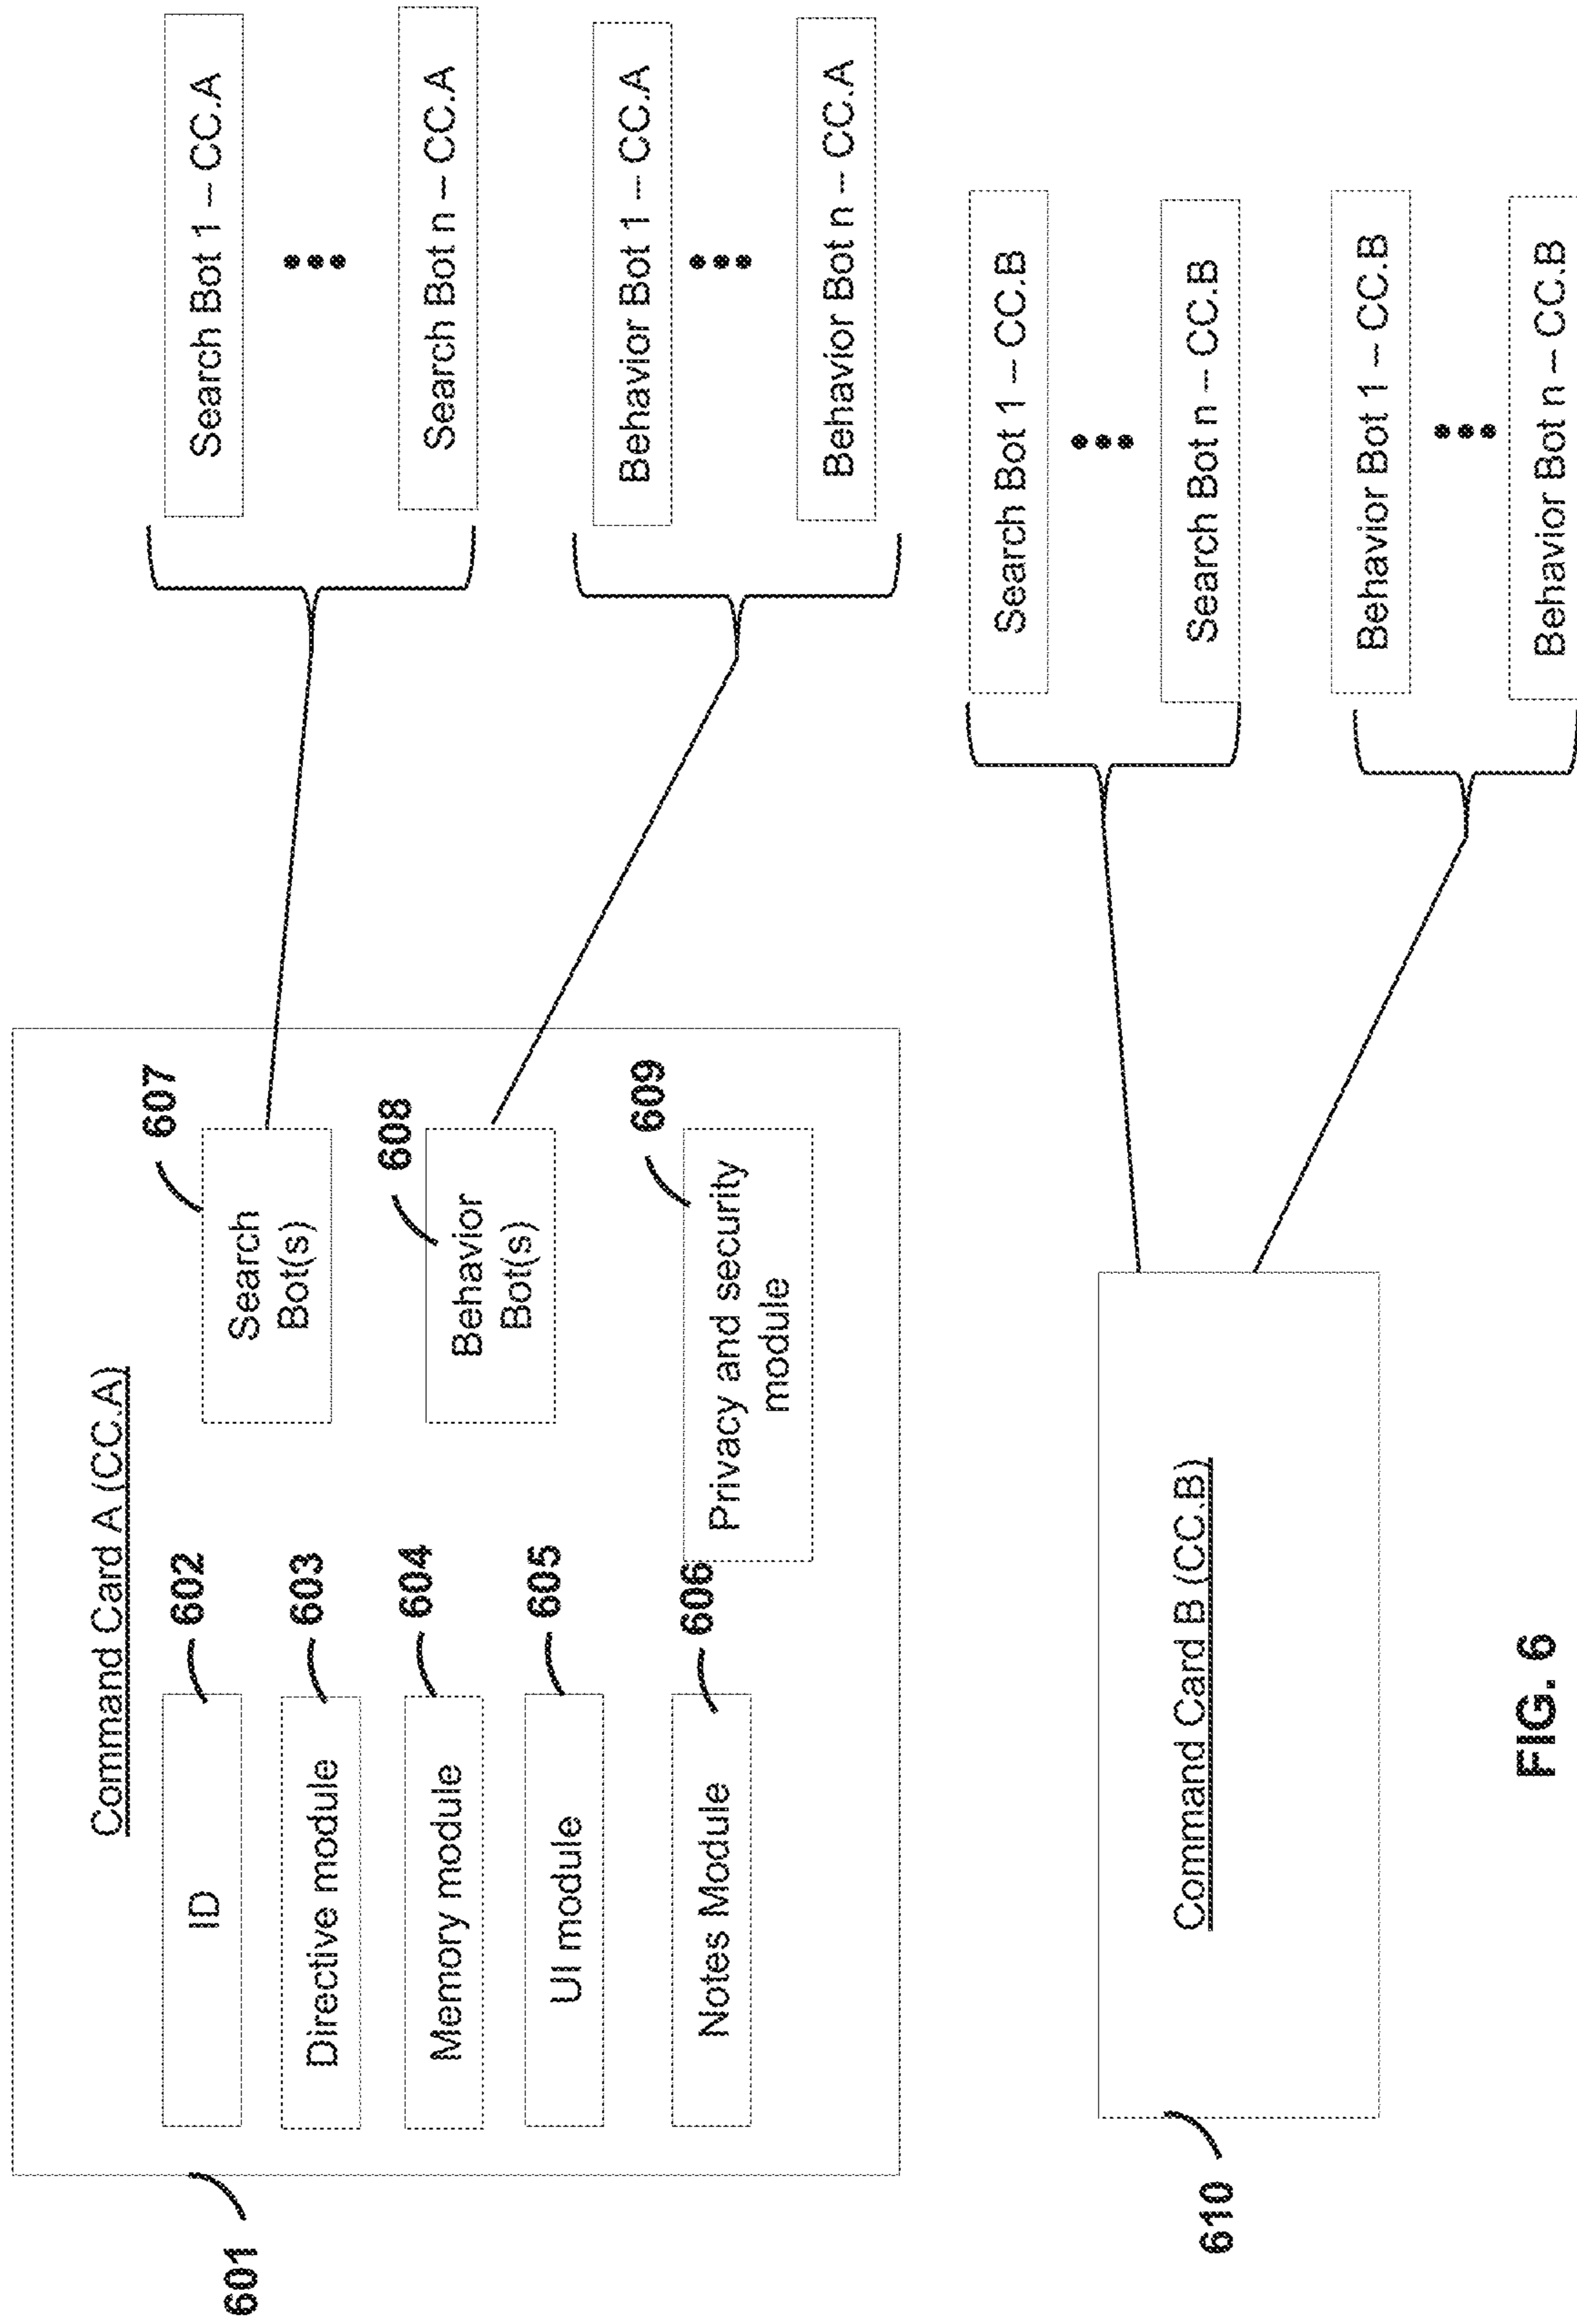 Command Card A (CC.A)
601
ID
602
Directive module
603
Memory module
604
UI module
605
Notes Module
606
Search
Bot(s)
607
Behavior
Bot(s)
608
Privacy and security
module
609
Search Bot 1 – CC.A
Search Bot n – CC.A
Behavior Bot 1 – CC.A
Behavior Bot n – CC.A
Command Card B (CC.B)
610
Search Bot 1 – CC.B
Search Bot n – CC.B
Behavior Bot 1 – CC.B
Behavior Bot n – CC.B
FIG. 6